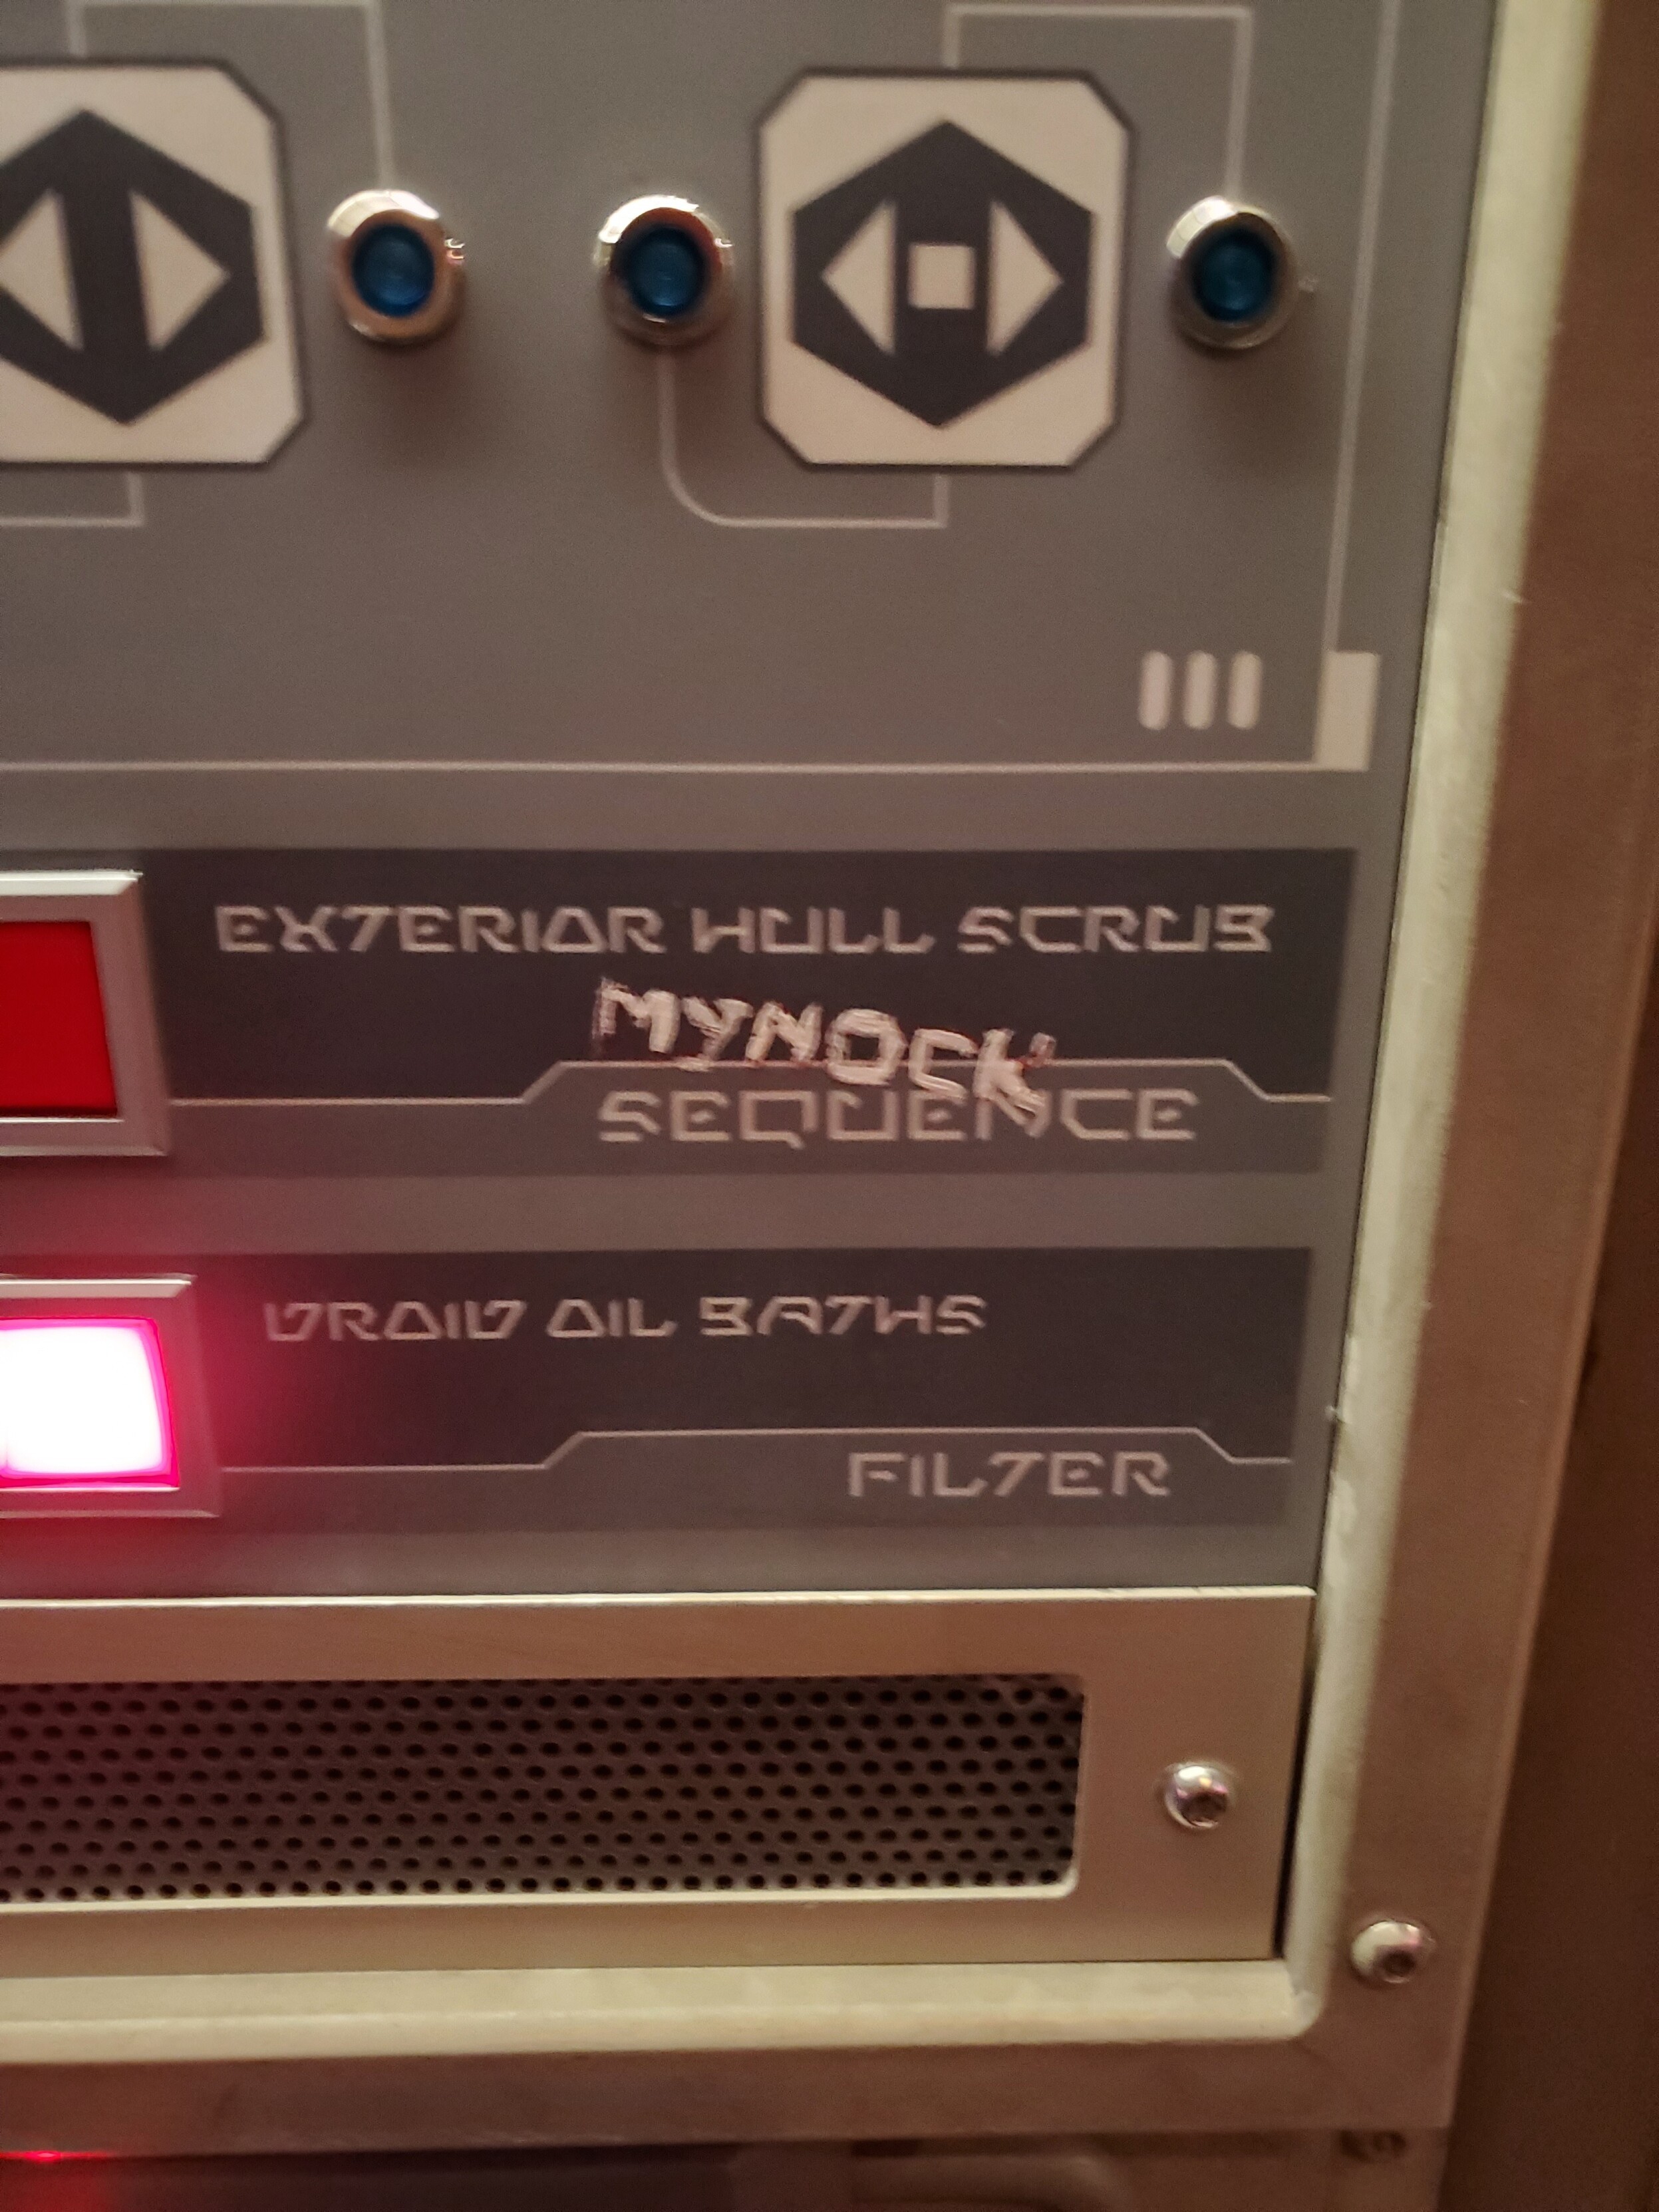 EXTERIOR HULL SCRUB
MYNOCK
SEQUENCE
DROID OIL BATHS
FILTER